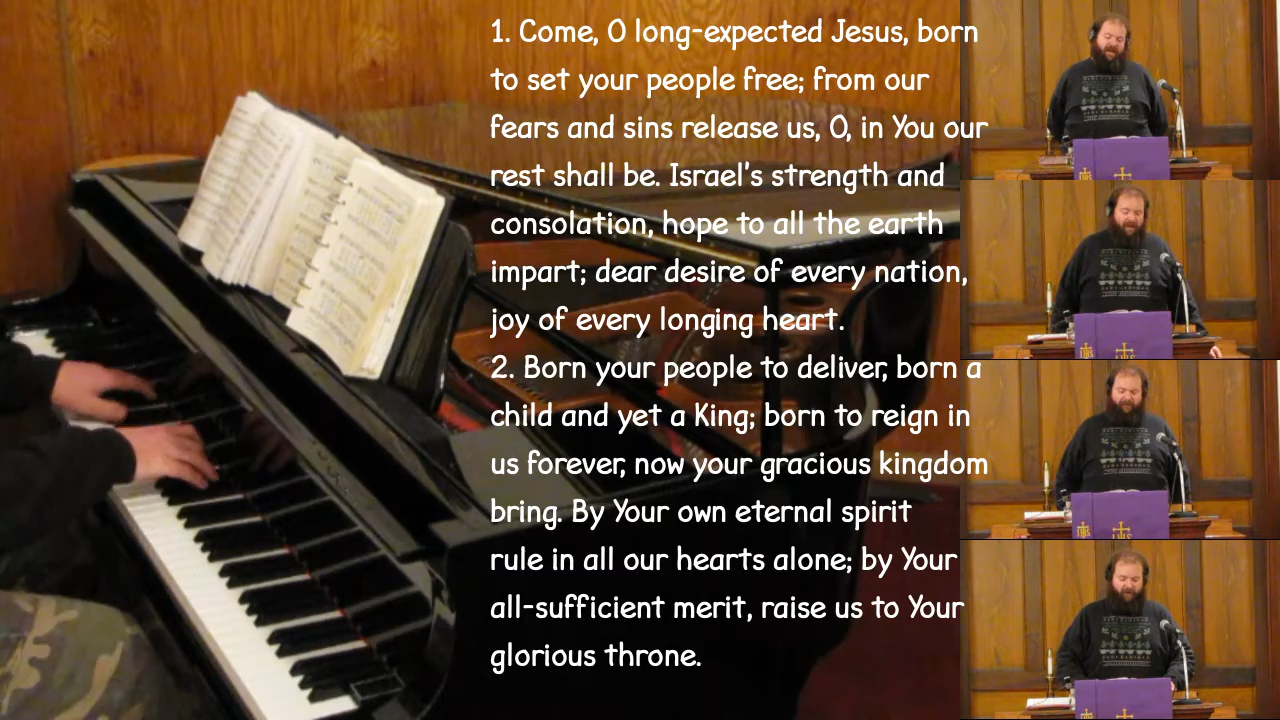 1. Come, O long-expected Jesus, born
to set your people free; from our
fears and sins release us, O, in You our
rest shall be. Israel's strength and
consolation, hope to all the earth
impart; dear desire of every nation,
joy of every longing heart.
2. Born your people to deliver, born a
child and yet a King; born to reign in
us forever, now your gracious kingdom
bring. By Your own eternal spirit
rule in all our hearts alone; by Your
all-sufficient merit, raise us to Your
glorious throne.